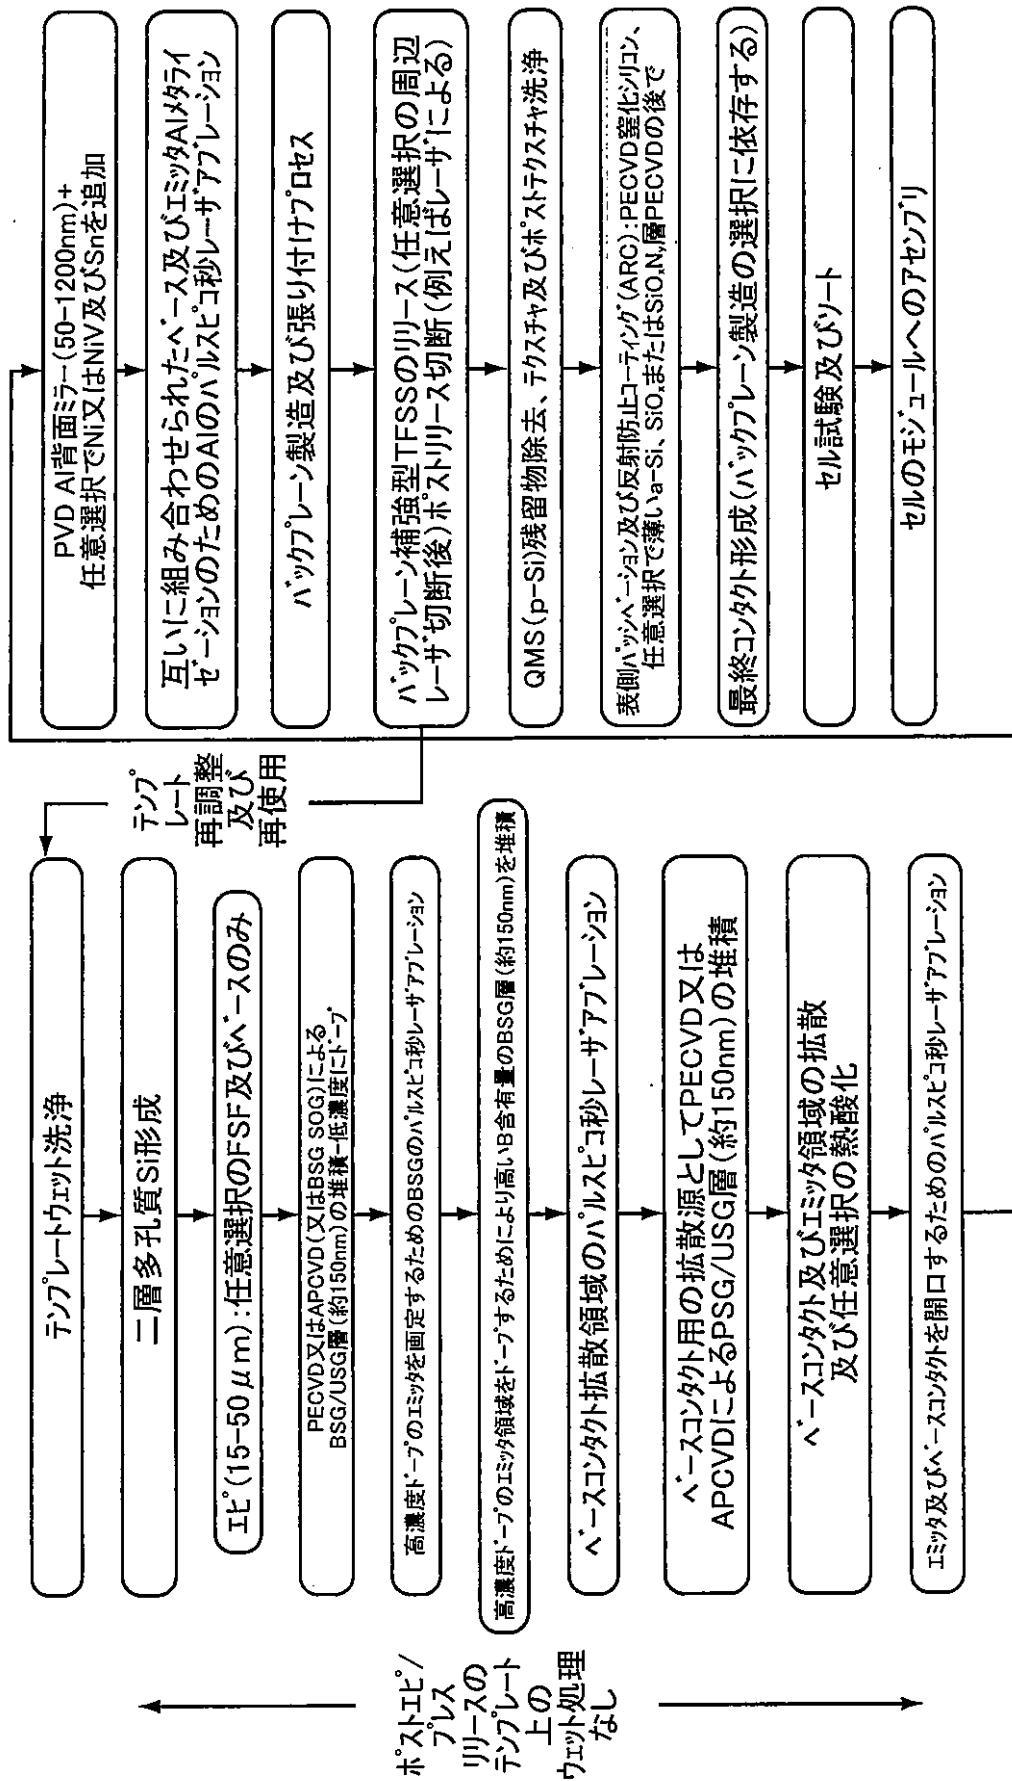 テンプレートウェット洗浄
二層多孔質Si形成
エピ(15-50μm):任意選択のFSF及びベースのみ
PECVD又はAPCVD(又はBSG SOG)による
BSG/USG層(約150nm)の堆積-低濃度にドープ
高濃度ドープのエミッタを画定するためのBSGのパルスピコ秒レーザアブレーション
高濃度ドープのエミッタ領域をドープするためにより高いB含有量のBSG層(約150nm)を堆積
ベースコンタクト拡散領域のパルスピコ秒レーザアブレーション
ベースコンタクト用の拡散源としてPECVD又は
APCVDによるPSG/USG層(約150nm)の堆積
ベースコンタクト及びエミッタ領域の拡散
及び任意選択の熱酸化
エミッタ及びベースコンタクトを開口するためのパルスピコ秒レーザアブレーション
ポストエピ/
プレス
リリースの
テンプレート
上の
ウェット処理
なし
テンプ
レート
再調整
及び
再使用
PVD Al背面ミラー(50-1200nm)+
任意選択でNi又はNiV及びSnを追加
互いに組み合わせられたベース及びエミッタAlメタライ
ゼーションのためのAlのパルスピコ秒レーザアブレーション
バックプレーン製造及び張り付けプロセス
バックプレーン補強型TFSSのリリース(任意選択の周辺
レーザ切断後)ポストリリース切断(例えばレーザによる)
QMS(p-Si)残留物除去、テクスチャ及びポストテクスチャ洗浄
表側パッシベーション及び反射防止コーティング(ARC):PECVD窒化シリコン、
任意選択で薄いa-Si、SiOₓまたはSiOₓNᵧ層PECVDの後で
最終コンタクト形成(バックプレーン製造の選択に依存する)
セル試験及びソート
セルのモジュールへのアセンブリ